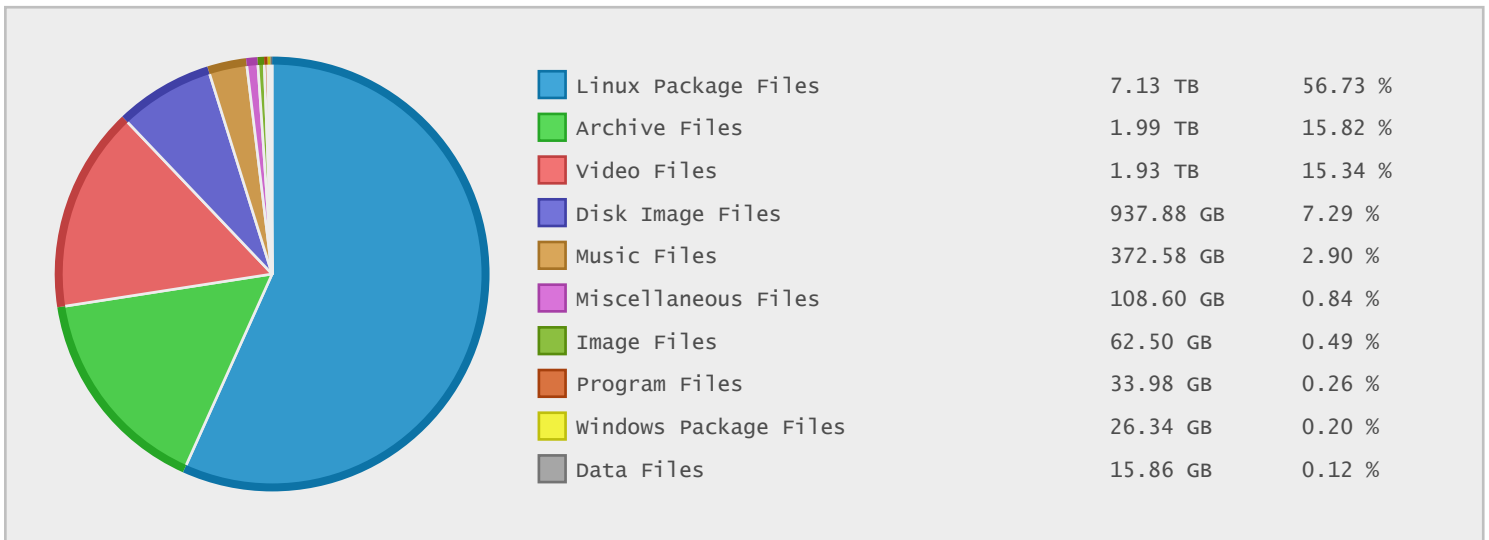 Linux Package Files 7.13 TB 56.73 %
Archive Files 1.99 TB 15.82 %
Video Files 1.93 TB 15.34 %
Disk Image Files 937.88 GB 7.29 %
Music Files 372.58 GB 2.90 %
Miscellaneous Files 108.60 GB 0.84 %
Image Files 62.50 GB 0.49 %
Program Files 33.98 GB 0.26 %
Windows Package Files 26.34 GB 0.20 %
Data Files 15.86 GB 0.12 %